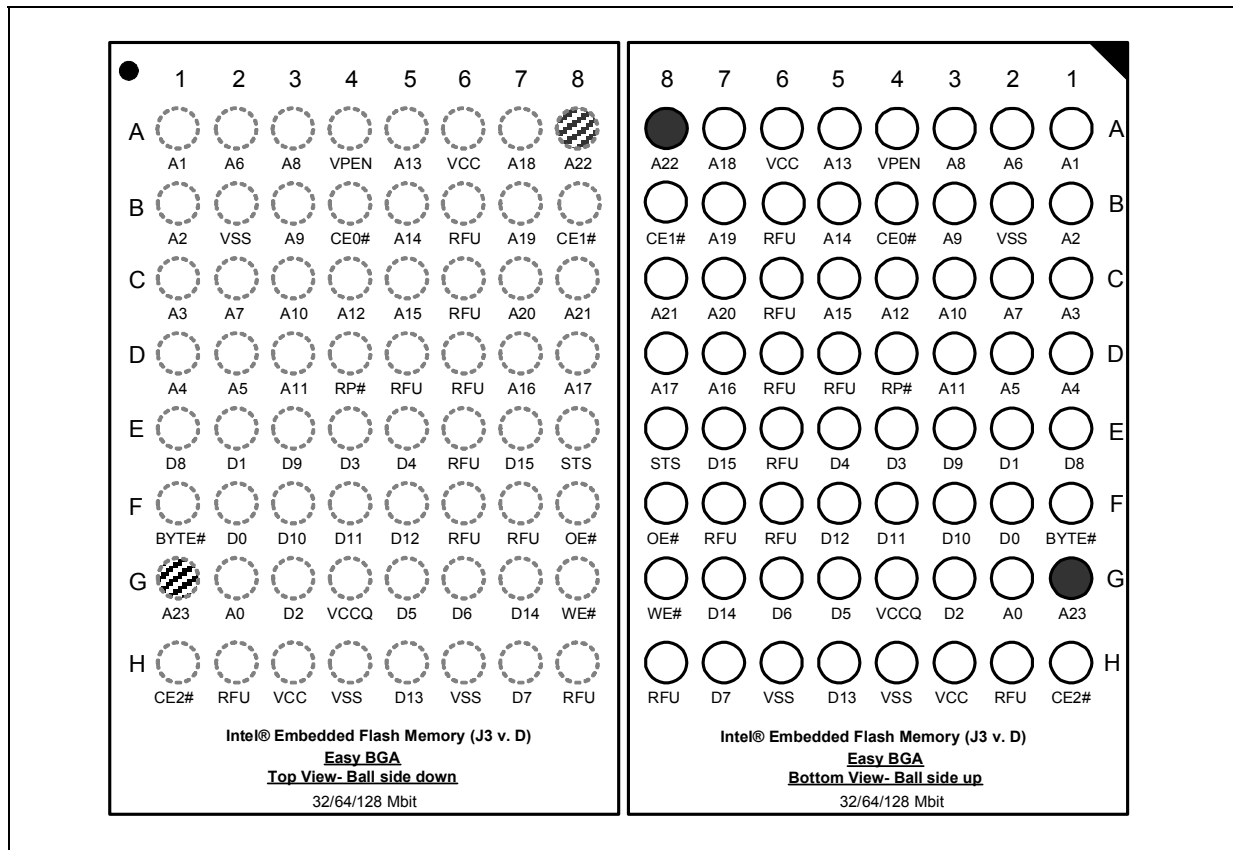 1 2 3 4 5 6 7 8
A
A1 A6 A8 VPEN A13 VCC A18 A22
B
A2 VSS A9 CE0# A14 RFU A19 CE1#
C
A3 A7 A10 A12 A15 RFU A20 A21
D
A4 A5 A11 RP# RFU RFU A16 A17
E
D8 D1 D9 D3 D4 RFU D15 STS
F
BYTE# D0 D10 D11 D12 RFU RFU OE#
G
A23 A0 D2 VCCQ D5 D6 D14 WE#
H
CE2# RFU VCC VSS D13 VSS D7 RFU
Intel® Embedded Flash Memory (J3 v. D)
Easy BGA
Top View- Ball side down
32/64/128 Mbit
8 7 6 5 4 3 2 1
A
A22 A18 VCC A13 VPEN A8 A6 A1
B
CE1# A19 RFU A14 CE0# A9 VSS A2
C
A21 A20 RFU A15 A12 A10 A7 A3
D
A17 A16 RFU RFU RP# A11 A5 A4
E
STS D15 RFU D4 D3 D9 D1 D8
F
OE# RFU RFU D12 D11 D10 D0 BYTE#
G
WE# D14 D6 D5 VCCQ D2 A0 A23
H
RFU D7 VSS D13 VSS VCC RFU CE2#
Intel® Embedded Flash Memory (J3 v. D)
Easy BGA
Bottom View- Ball side up
32/64/128 Mbit